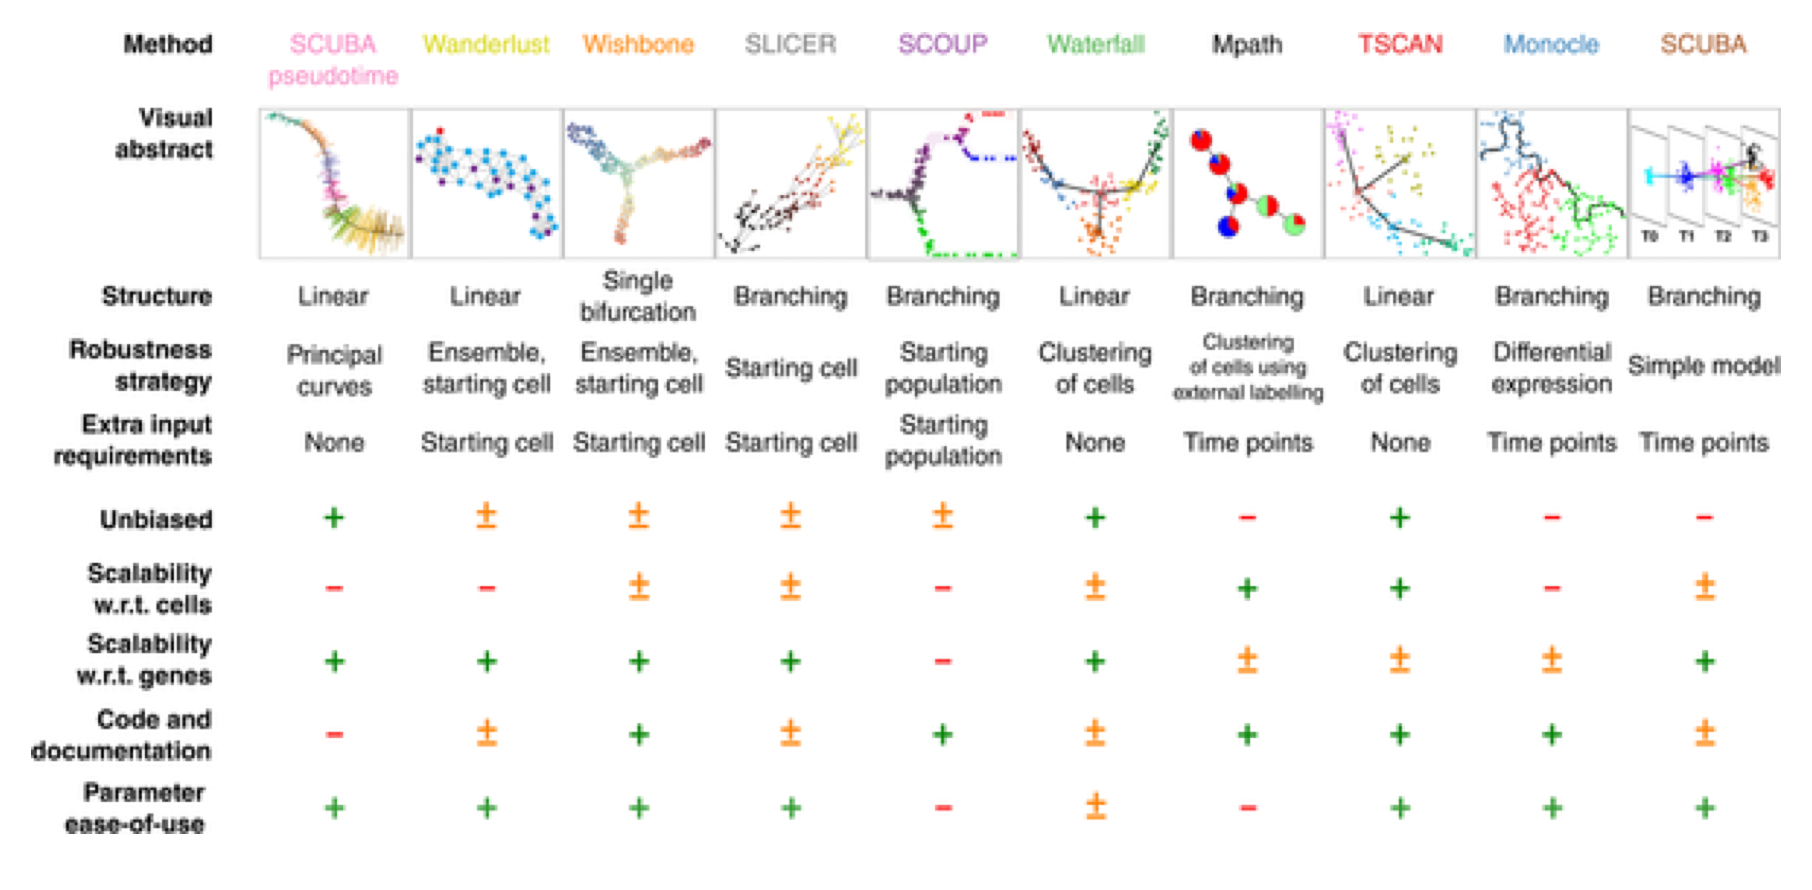 Method SCUBA pseudotime Wanderlust Wishbone SLICER SCOUP Waterfall Mpath TSCAN Monocle SCUBA
Visual abstract
T0 T1 T2 T3
Structure Linear Linear Single bifurcation Branching Branching Linear Branching Linear Branching Branching
Robustness strategy Principal curves Ensemble, starting cell Ensemble, starting cell Starting cell Starting population Clustering of cells Clustering of cells using external labelling Clustering of cells Differential expression Simple model
Extra input requirements None Starting cell Starting cell Starting cell Starting population None Time points None Time points Time points
Unbiased + ± ± ± ± + − + − −
Scalability w.r.t. cells − − ± ± − ± + + − ±
Scalability w.r.t. genes + + + + − + ± ± ± +
Code and documentation − ± + ± + ± + + + ±
Parameter ease-of-use + + + + − ± − + + +